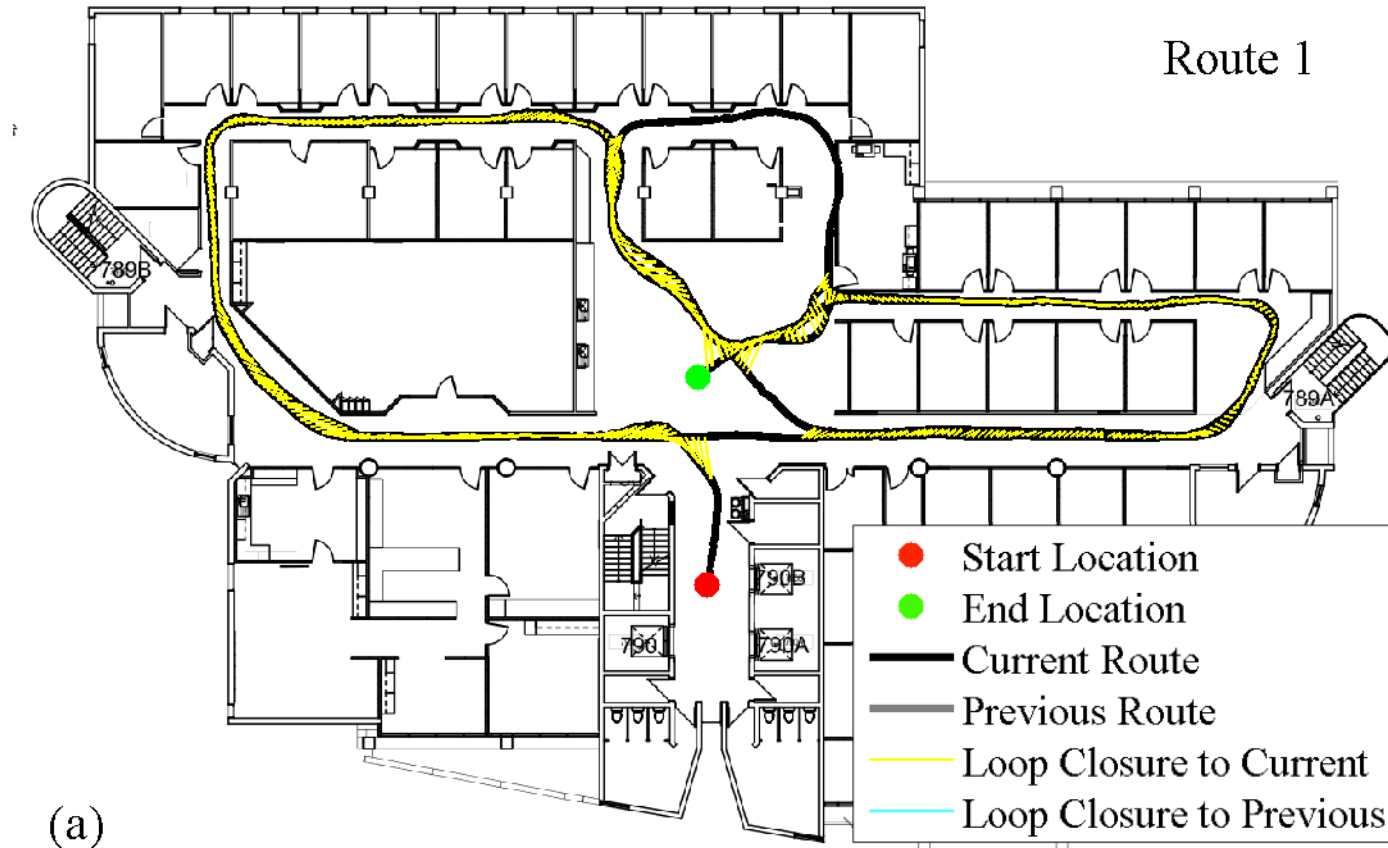 Route 1
789B
789A
Start Location
790B
End Location
790
790A
Current Route
Previous Route
Loop Closure to Current
Loop Closure to Previous
(a)